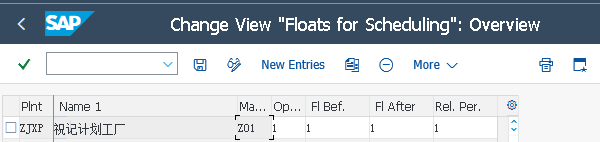 SAP Change View "Floats for Scheduling": Overview
New Entries More
Plnt Name 1 Ma... Op... Fl Bef. Fl After Rel. Per.
ZJXP 祝记计划工厂 Z01 1 1 1 1